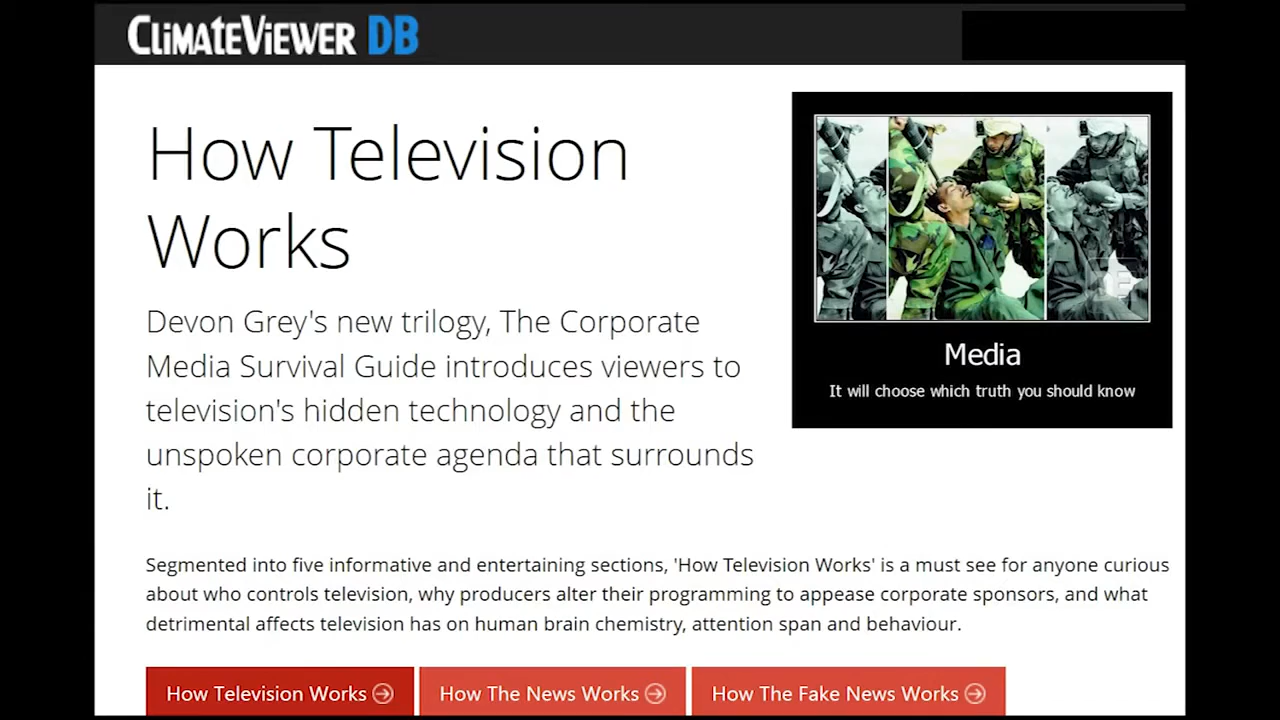 CLiMATEViEWER DB
How Television
Works
Devon Grey's new trilogy, The Corporate
Media Survival Guide introduces viewers to
television's hidden technology and the
unspoken corporate agenda that surrounds
it.
Media
It will choose which truth you should know
Segmented into five informative and entertaining sections, 'How Television Works' is a must see for anyone curious
about who controls television, why producers alter their programming to appease corporate sponsors, and what
detrimental affects television has on human brain chemistry, attention span and behaviour.
How Television Works
How The News Works
How The Fake News Works